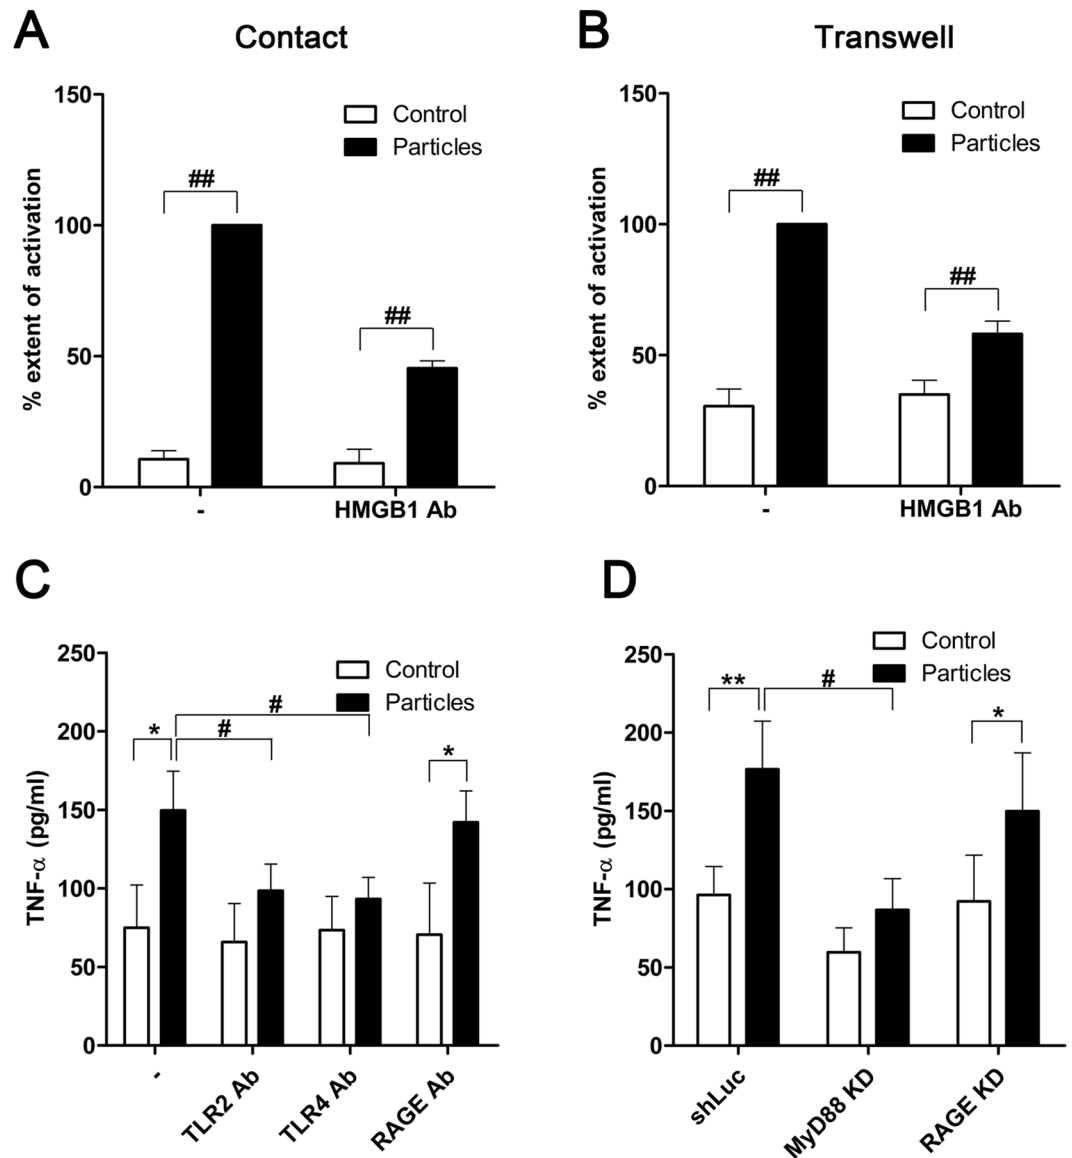 A
Contact
150
100
50
0
% extent of activation
Control
Particles
##
##
-
HMGB1 Ab
B
Transwell
150
100
50
0
% extent of activation
Control
Particles
##
##
-
HMGB1 Ab
C
250
200
150
100
50
0
TNF-α (pg/ml)
Control
Particles
*
#
#
*
-
TLR2 Ab
TLR4 Ab
RAGE Ab
D
250
200
150
100
50
0
TNF-α (pg/ml)
Control
Particles
**
#
*
shLuc
MyD88 KD
RAGE KD